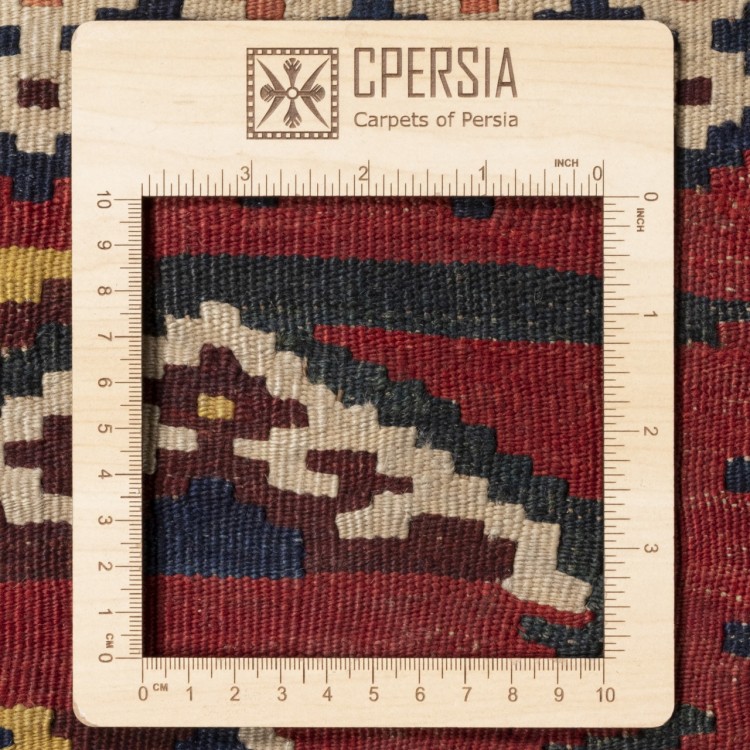 CPERSIA
Carpets of Persia
INCH
3 2 1 0
10 9 8 7 6 5 4 3 2 1 0
CM
0 1 2 3
INCH
0 CM 1 2 3 4 5 6 7 8 9 10